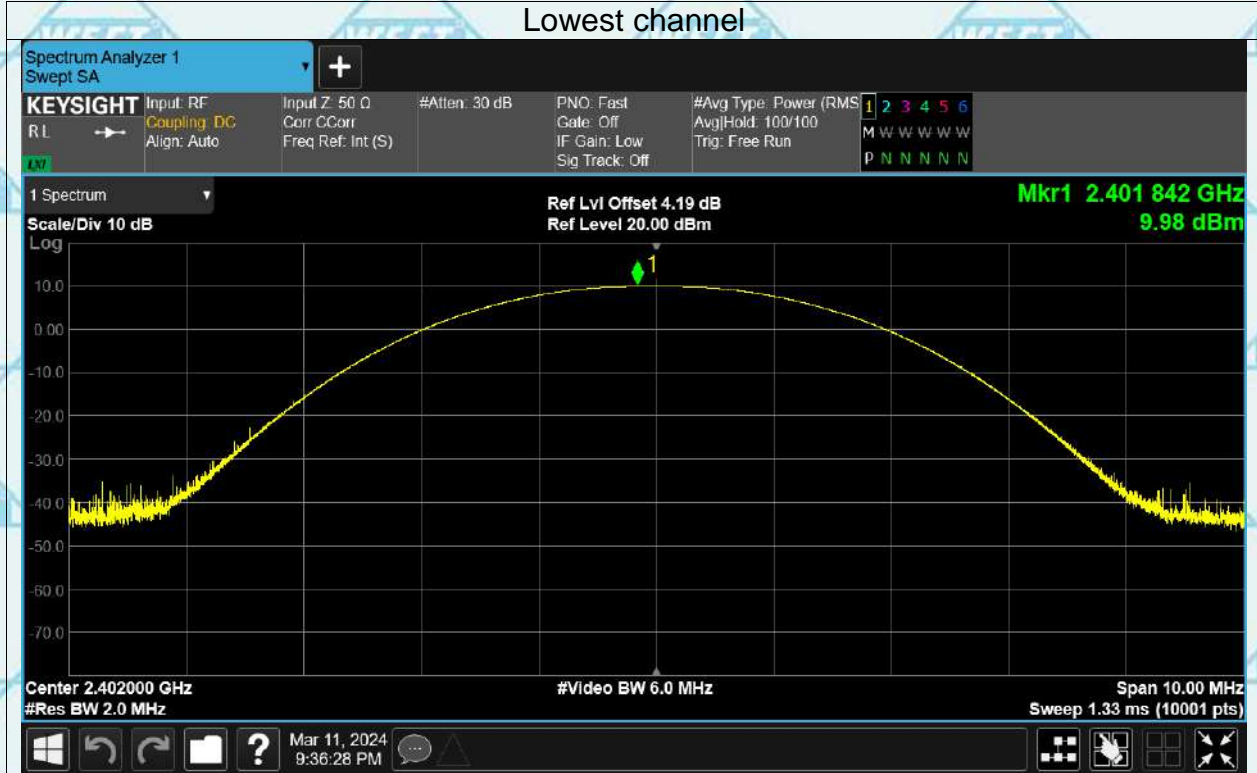 Lowest channel
Spectrum Analyzer 1
Swept SA
KEYSIGHT
R L
LXI
Input: RF
Coupling: DC
Align: Auto
Input Z: 50 Ω
Corr CCorr
Freq Ref: Int (S)
#Atten: 30 dB
PNO: Fast
Gate: Off
IF Gain: Low
Sig Track: Off
#Avg Type: Power (RMS
Avg|Hold: 100/100
Trig: Free Run
1 2 3 4 5 6
M W W W W W
P N N N N N
1 Spectrum
Scale/Div 10 dB
Log
Ref Lvl Offset 4.19 dB
Ref Level 20.00 dBm
Mkr1 2.401 842 GHz
9.98 dBm
1
10.0
0.00
-10.0
-20.0
-30.0
-40.0
-50.0
-60.0
-70.0
Center 2.402000 GHz
#Res BW 2.0 MHz
#Video BW 6.0 MHz
Span 10.00 MHz
Sweep 1.33 ms (10001 pts)
?
Mar 11, 2024
9:36:28 PM